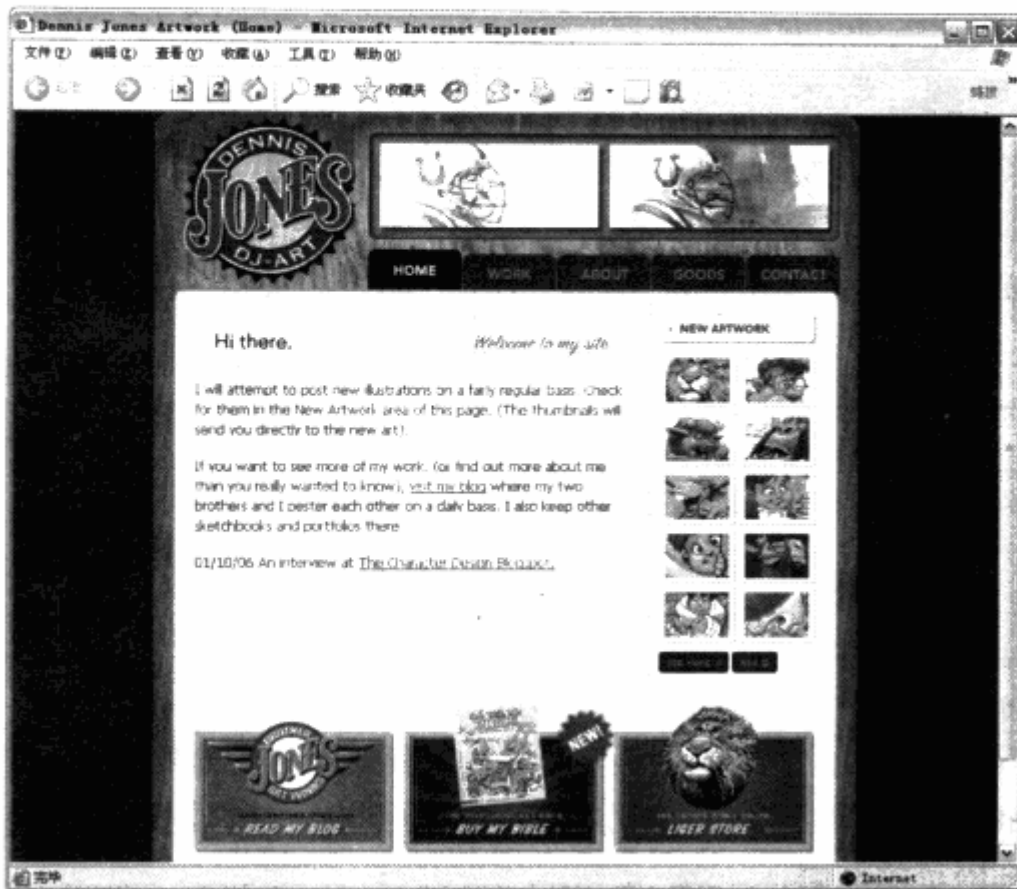 Dennis Jones Artwork (Home) - Microsoft Internet Explorer
文件(F) 编辑(E) 查看(V) 收藏(A) 工具(T) 帮助(H)
搜索 收藏夹
DENNIS
JONES
DJ-ART
HOME WORK ABOUT GOODS CONTACT
Hi there. Welcome to my site
NEW ARTWORK
I will attempt to post new illustrations on a fairly regular basis. Check
for them in the New Artwork area of this page. (The thumbnails will
send you directly to the new art).
If you want to see more of my work, (or find out more about me
than you really wanted to know), visit my blog where my two
brothers and I pester each other on a daily basis. I also keep other
sketchbooks and portfolios there
01/10/06 An interview at The Character Design Blogspot.
JONES
NEW!
READ MY BLOG
BUY MY BIBLE
LIGER STORE
完毕 Internet